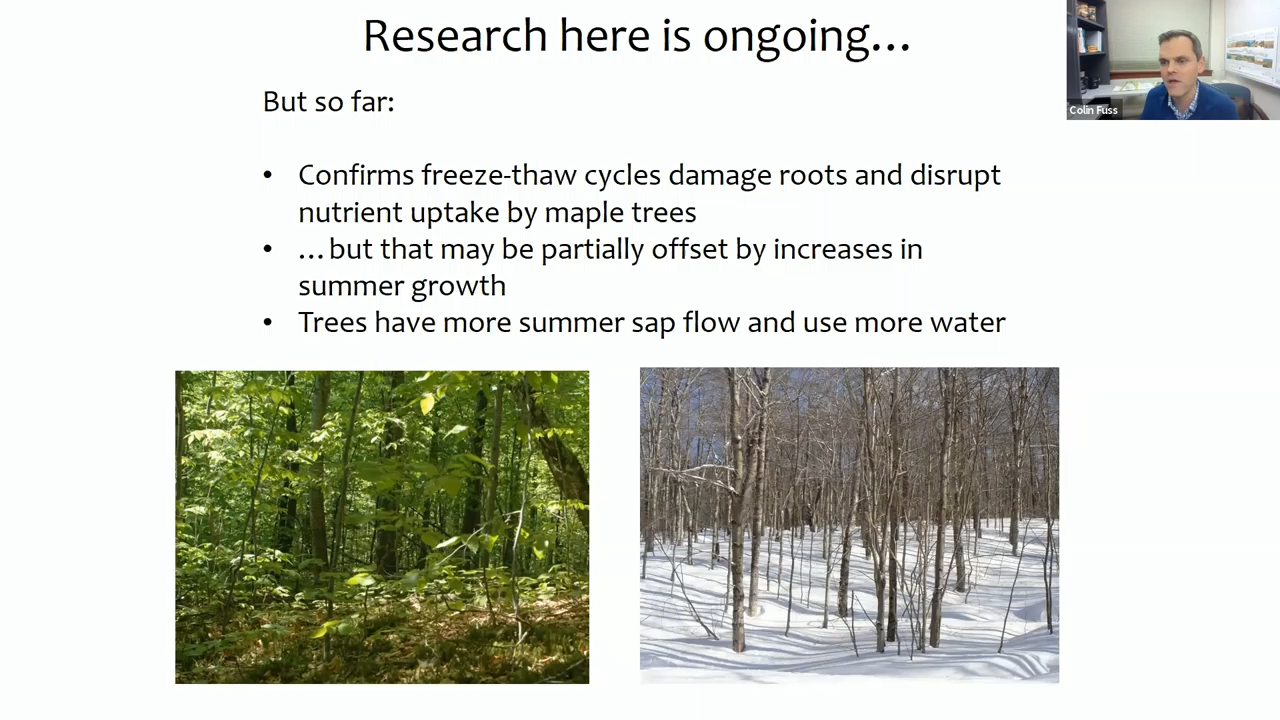 Research here is ongoing...
Colin Fuss
But so far:
• Confirms freeze-thaw cycles damage roots and disrupt
nutrient uptake by maple trees
• ...but that may be partially offset by increases in
summer growth
• Trees have more summer sap flow and use more water